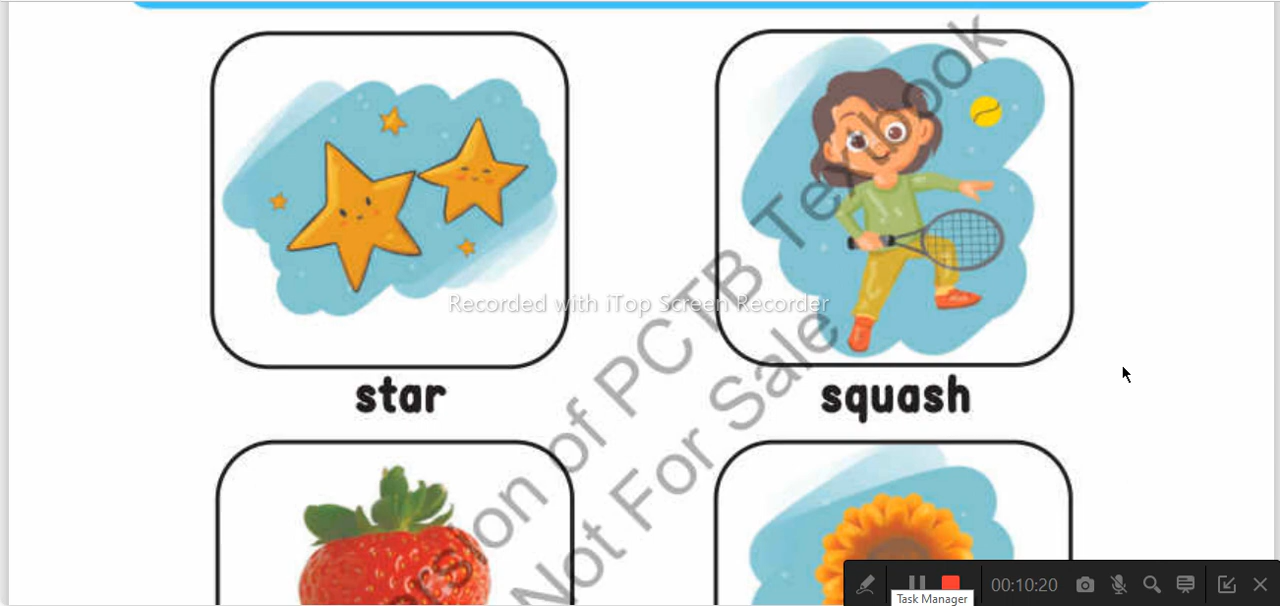 Textbook
Recorded with iTop Screen Recorder
star
squash
Version of PCTB
Not For Sale
00:10:20
Task Manager